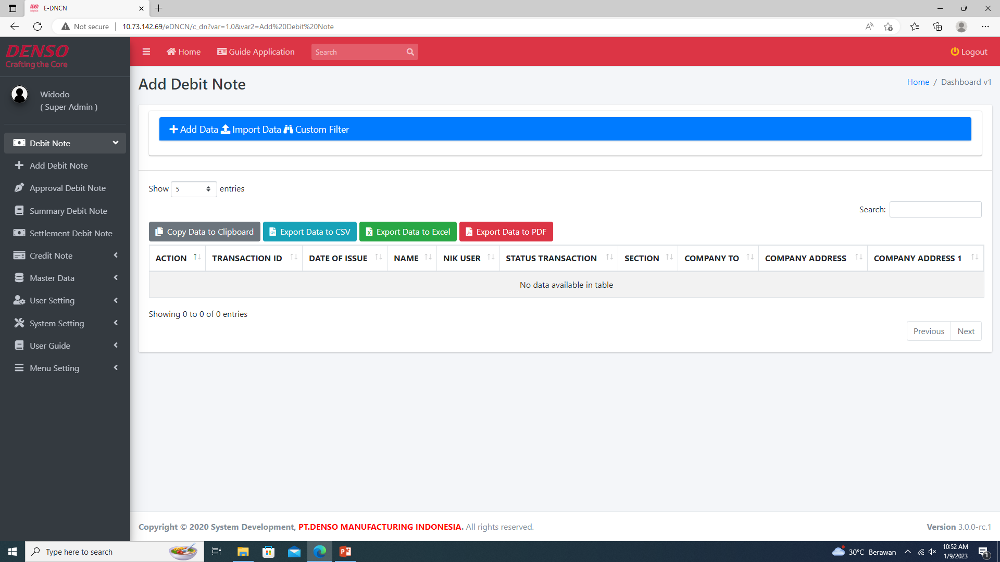 E-DNCN
Not secure 10.73.142.69/eDNCN/c_dn?var=1.0&var2=Add%20Debit%20Note
DENSO
Crafting the Core
Home Guide Application Search Logout
Widodo
( Super Admin )
Add Debit Note
Home / Dashboard v1
Debit Note
Add Debit Note
Approval Debit Note
Summary Debit Note
Settlement Debit Note
Credit Note
Master Data
User Setting
System Setting
User Guide
Menu Setting
Add Data Import Data Custom Filter
Show 5 entries
Search:
Copy Data to Clipboard Export Data to CSV Export Data to Excel Export Data to PDF
ACTION TRANSACTION ID DATE OF ISSUE NAME NIK USER STATUS TRANSACTION SECTION COMPANY TO COMPANY ADDRESS COMPANY ADDRESS 1
No data available in table
Showing 0 to 0 of 0 entries
Previous Next
Copyright © 2020 System Development, PT.DENSO MANUFACTURING INDONESIA. All rights reserved.
Version 3.0.0-rc.1
Type here to search
30°C Berawan
10:52 AM
1/9/2023
1